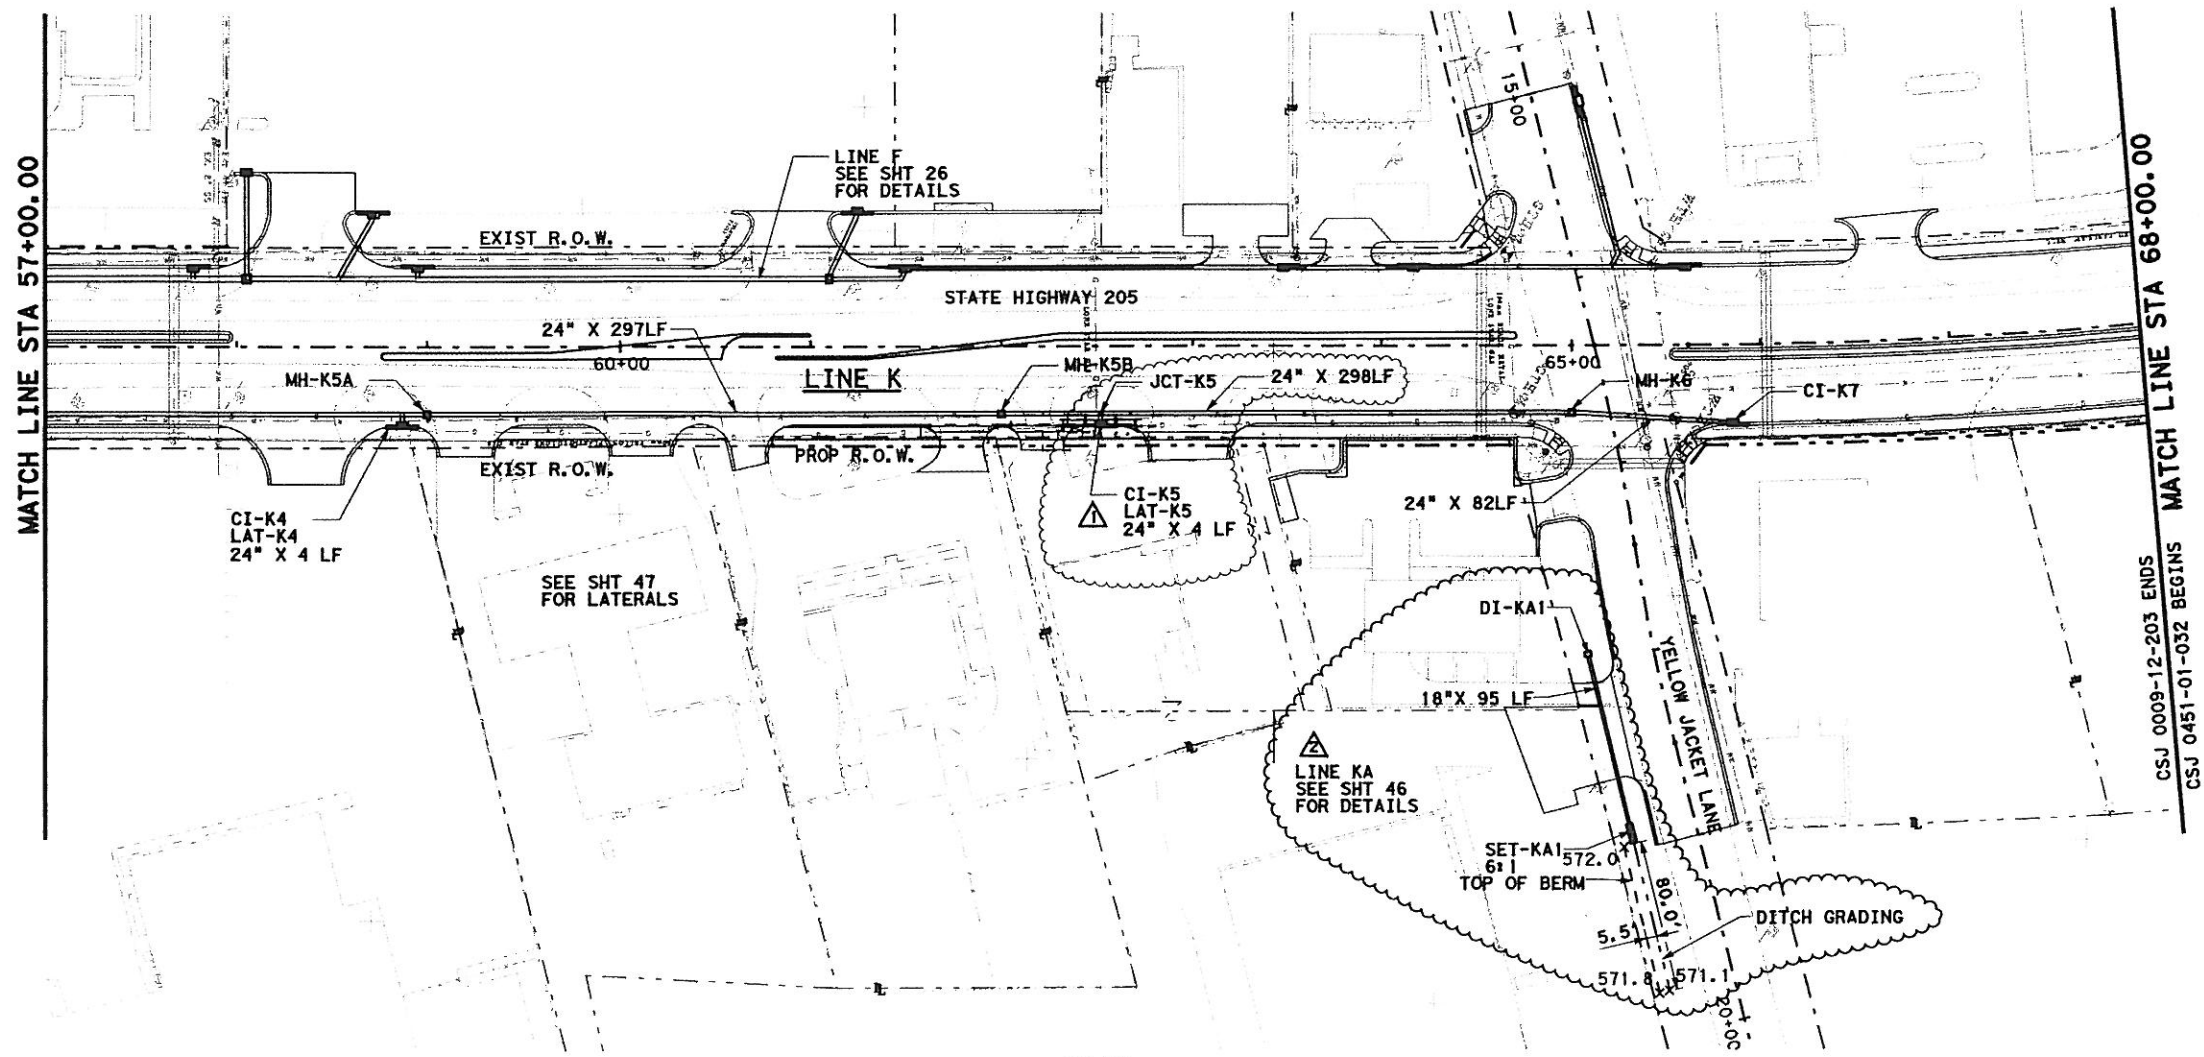 MATCH LINE STA 57+00.00
LINE F
SEE SHT 26
FOR DETAILS
EXIST R.O.W.
STATE HIGHWAY 205
15+00
24" X 297LF
60+00
LINE K
MH-K5A
MH-K5B
JCT-K5
24" X 298LF
65+00
MH-K6
CI-K7
EXIST R.O.W.
PROP R.O.W.
CI-K4
LAT-K4
24" X 4 LF
1
CI-K5
LAT-K5
24" X 4 LF
24" X 82LF
SEE SHT 47
FOR LATERALS
DI-KA1
18"X 95 LF
YELLOW JACKET LANE
2
LINE KA
SEE SHT 46
FOR DETAILS
SET-KA1
6:1
572.0
TOP OF BERM
80.0'
5.5'
DITCH GRADING
571.8
571.1
20+00
MATCH LINE STA 68+00.00
CSJ 0009-12-203 ENDS
CSJ 0451-01-032 BEGINS